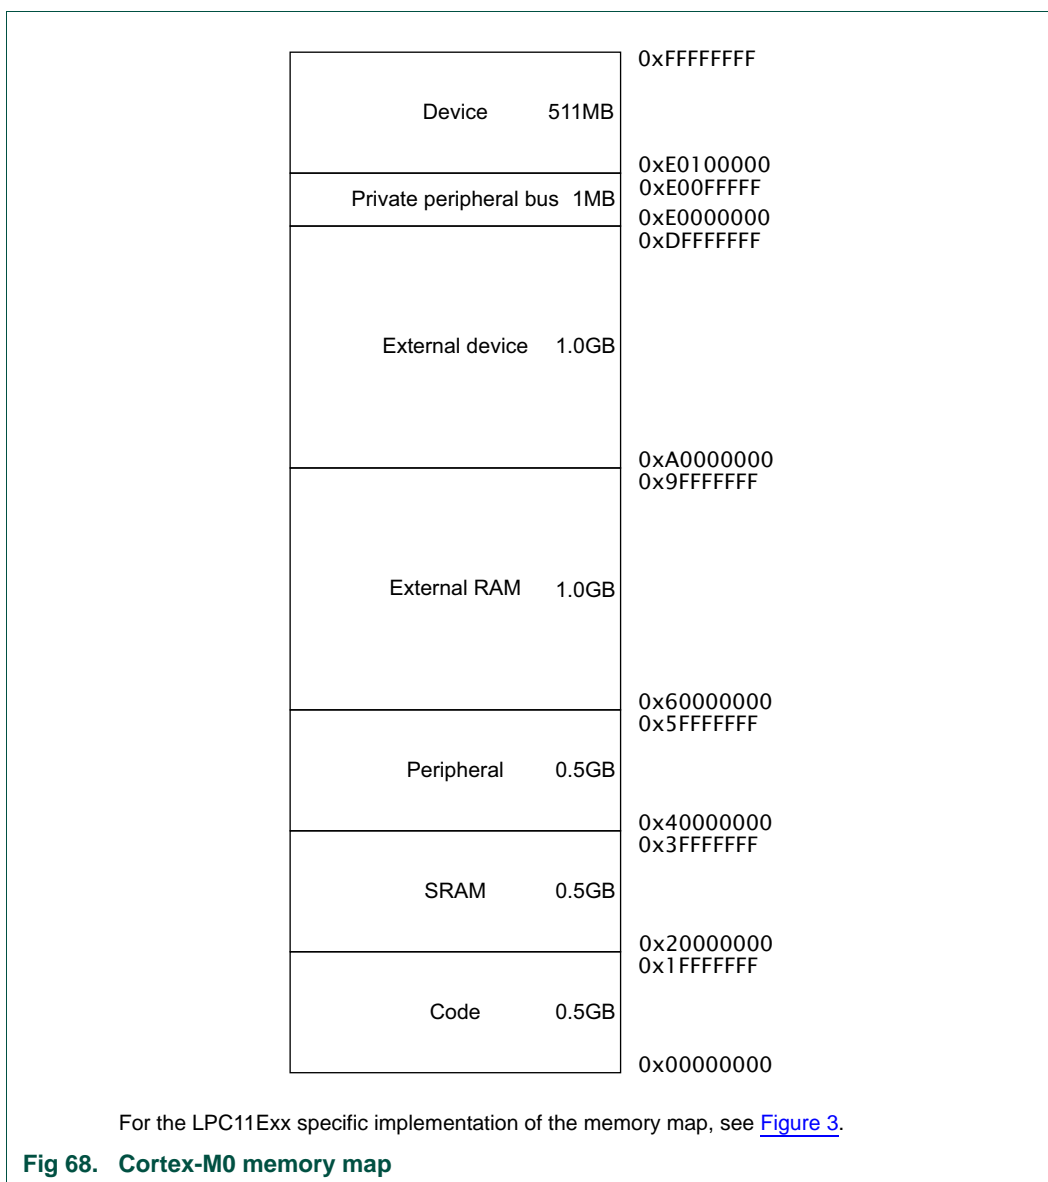 0xFFFFFFFF
Device 511MB
0xE0100000
0xE00FFFFF
Private peripheral bus 1MB
0xE0000000
0xDFFFFFFF
External device 1.0GB
0xA0000000
0x9FFFFFFF
External RAM 1.0GB
0x60000000
0x5FFFFFFF
Peripheral 0.5GB
0x40000000
0x3FFFFFFF
SRAM 0.5GB
0x20000000
0x1FFFFFFF
Code 0.5GB
0x00000000
For the LPC11Exx specific implementation of the memory map, see Figure 3.
Fig 68. Cortex-M0 memory map